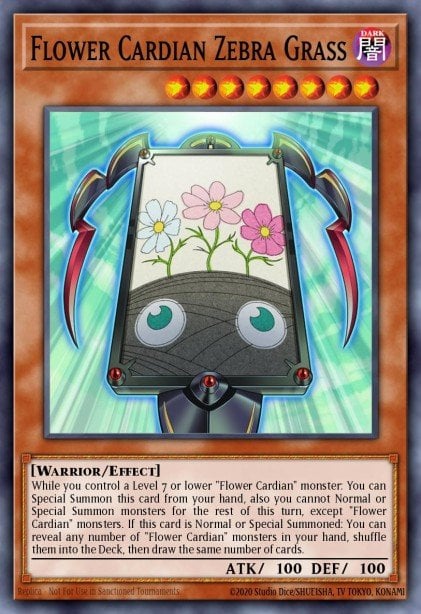 FLOWER CARDIAN ZEBRA GRASS
DARK
闇
[WARRIOR/EFFECT]
While you control a Level 7 or lower "Flower Cardian" monster: You can
Special Summon this card from your hand, also you cannot Normal or
Special Summon monsters for the rest of this turn, except "Flower
Cardian" monsters. If this card is Normal or Special Summoned: You can
reveal any number of "Flower Cardian" monsters in your hand, shuffle
them into the Deck, then draw the same number of cards.
ATK/ 100 DEF/ 100
Replica - Not For Use in Sanctioned Tournaments
©2020 Studio Dice/SHUEISHA, TV TOKYO, KONAMI